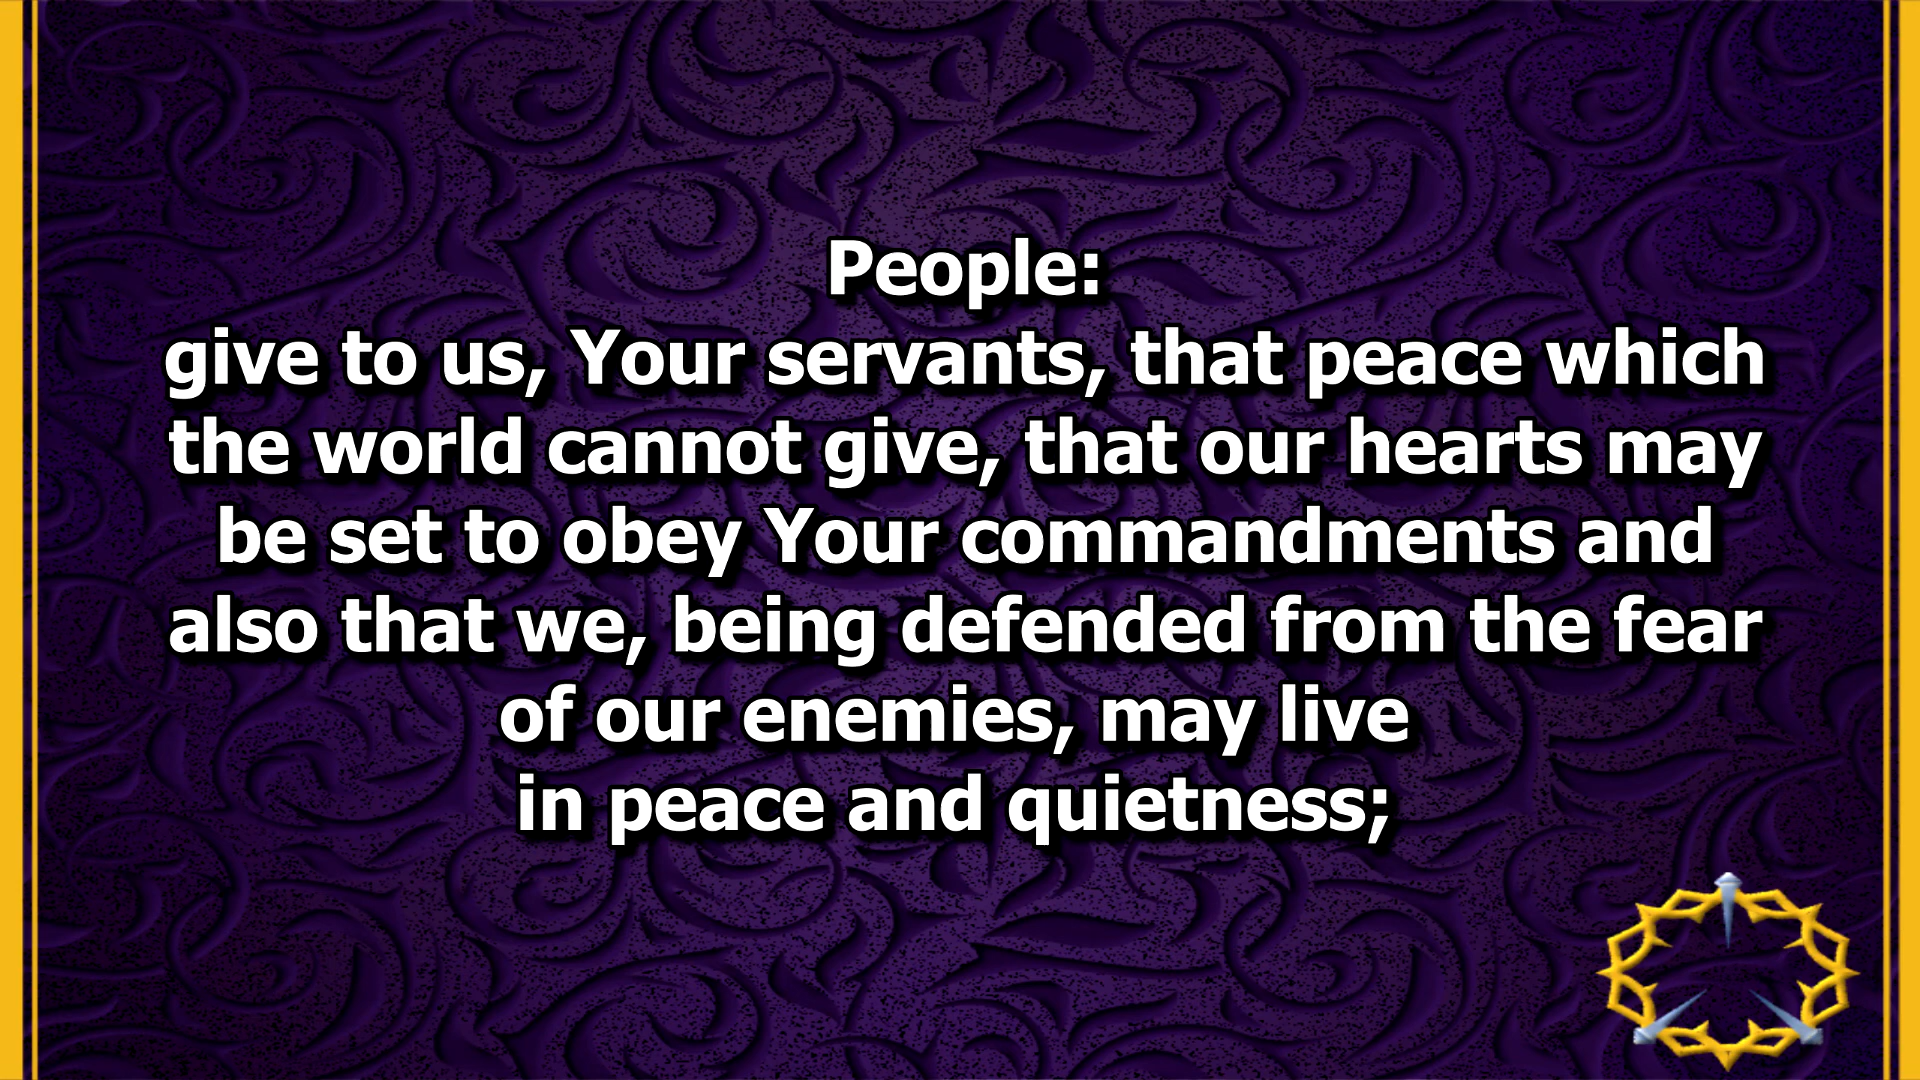 People:
give to us, Your servants, that peace which
the world cannot give, that our hearts may
be set to obey Your commandments and
also that we, being defended from the fear
of our enemies, may live
in peace and quietness;